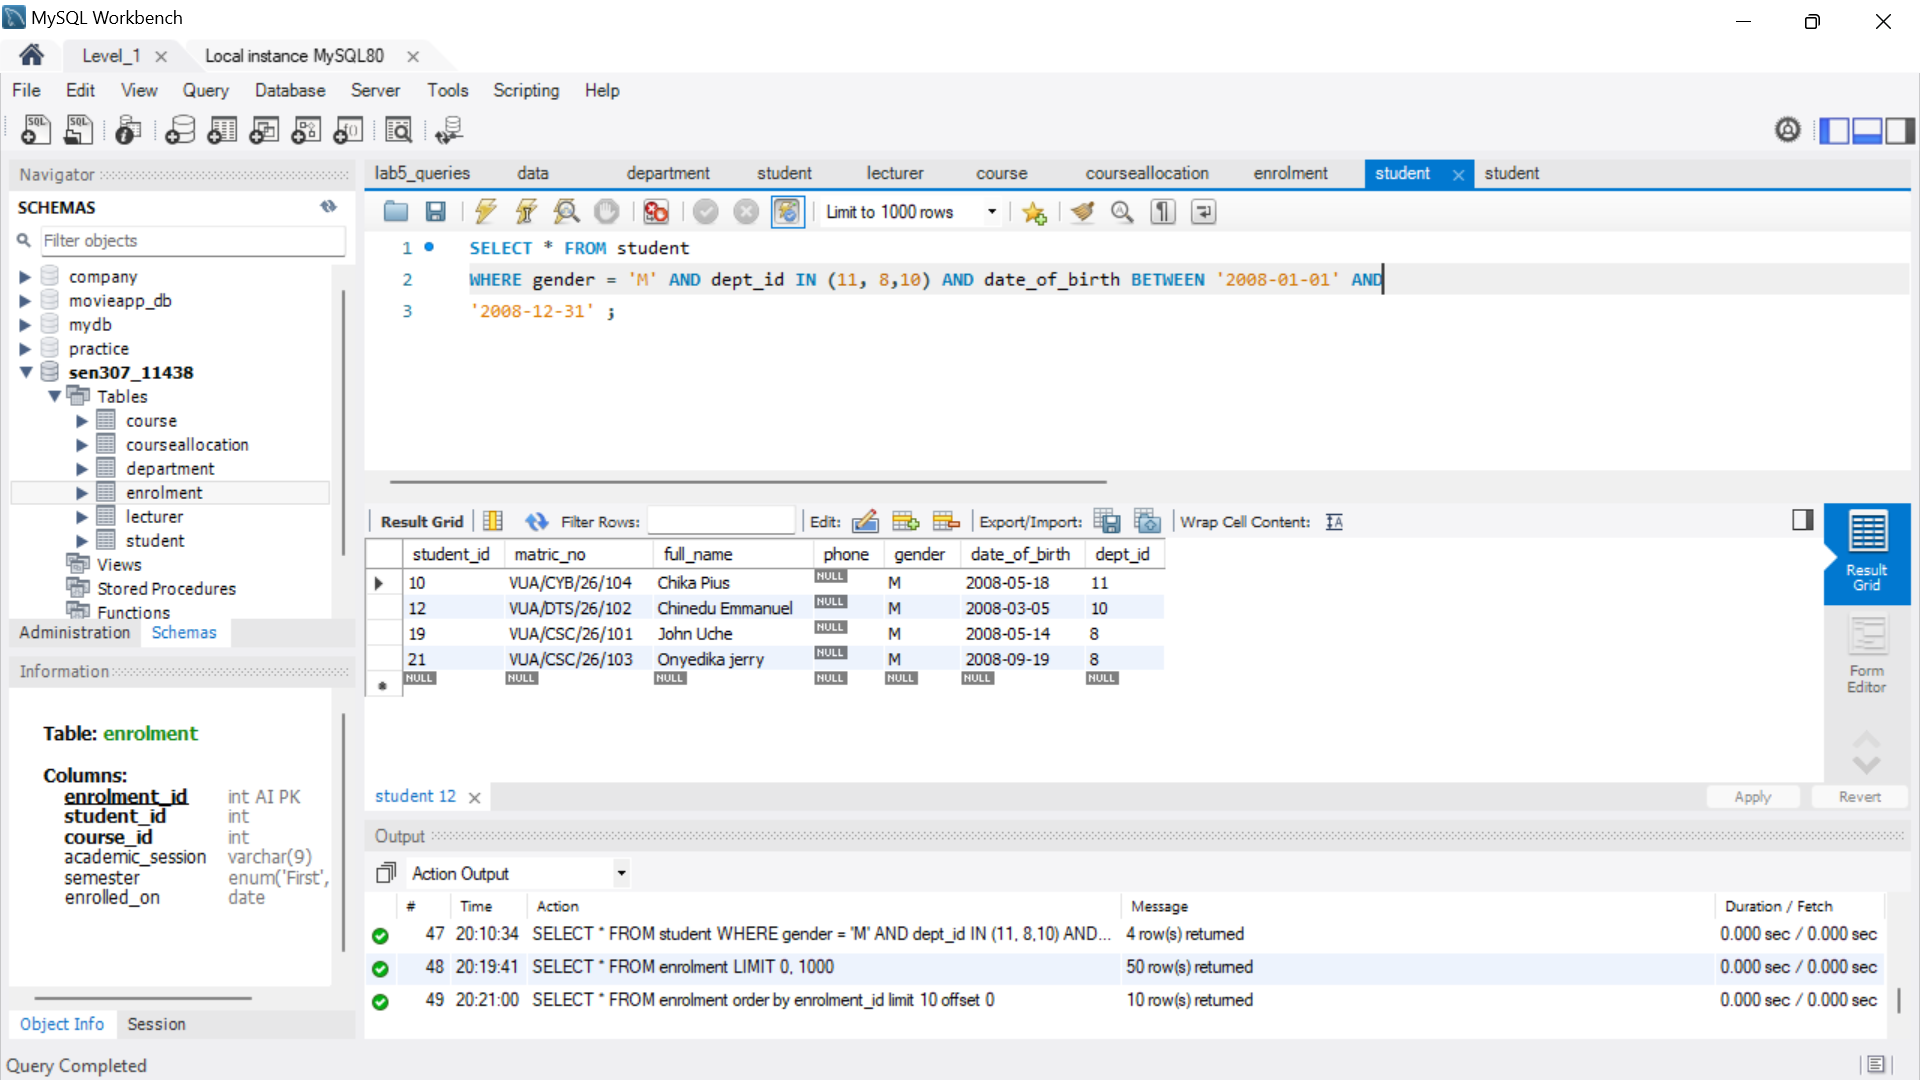 MySQL Workbench
Level_1
Local instance MySQL80
File Edit View Query Database Server Tools Scripting Help
Navigator
SCHEMAS
Filter objects
company
movieapp_db
mydb
practice
sen307_11438
Tables
course
courseallocation
department
enrolment
lecturer
student
Views
Stored Procedures
Functions
Administration Schemas
Information
Table: enrolment
Columns:
enrolment_id int AI PK
student_id int
course_id int
academic_session varchar(9)
semester enum('First',
enrolled_on date
Object Info Session
lab5_queries data department student lecturer course courseallocation enrolment student student
Limit to 1000 rows
1 SELECT * FROM student
2 WHERE gender = 'M' AND dept_id IN (11, 8,10) AND date_of_birth BETWEEN '2008-01-01' AND
3 '2008-12-31' ;
Result Grid Filter Rows: Edit: Export/Import: Wrap Cell Content:
student_id matric_no full_name phone gender date_of_birth dept_id
10 VUA/CYB/26/104 Chika Pius NULL M 2008-05-18 11
12 VUA/DTS/26/102 Chinedu Emmanuel NULL M 2008-03-05 10
19 VUA/CSC/26/101 John Uche NULL M 2008-05-14 8
21 VUA/CSC/26/103 Onyedika jerry NULL M 2008-09-19 8
NULL NULL NULL NULL NULL NULL NULL
Result
Grid
Form
Editor
student 12
Apply Revert
Output
Action Output
# Time Action Message Duration / Fetch
47 20:10:34 SELECT * FROM student WHERE gender = 'M' AND dept_id IN (11, 8,10) AND... 4 row(s) returned 0.000 sec / 0.000 sec
48 20:19:41 SELECT * FROM enrolment LIMIT 0, 1000 50 row(s) returned 0.000 sec / 0.000 sec
49 20:21:00 SELECT * FROM enrolment order by enrolment_id limit 10 offset 0 10 row(s) returned 0.000 sec / 0.000 sec
Query Completed